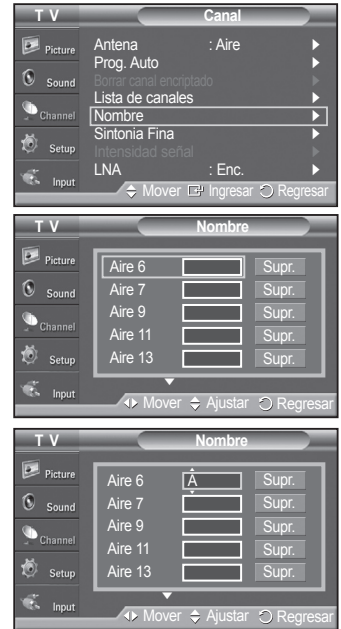 T V
Canal
Picture
Sound
Channel
Setup
Input
Antena : Aire
Prog. Auto
Borrar canal encriptado
Lista de canales
Nombre
Sintonia Fina
Intensidad señal
LNA : Enc.
Mover Ingresar Regresar
T V
Nombre
Picture
Sound
Channel
Setup
Input
Aire 6 Supr.
Aire 7 Supr.
Aire 9 Supr.
Aire 11 Supr.
Aire 13 Supr.
Mover Ajustar Regresar
T V
Nombre
Picture
Sound
Channel
Setup
Input
Aire 6 A Supr.
Aire 7 Supr.
Aire 9 Supr.
Aire 11 Supr.
Aire 13 Supr.
Mover Ajustar Regresar